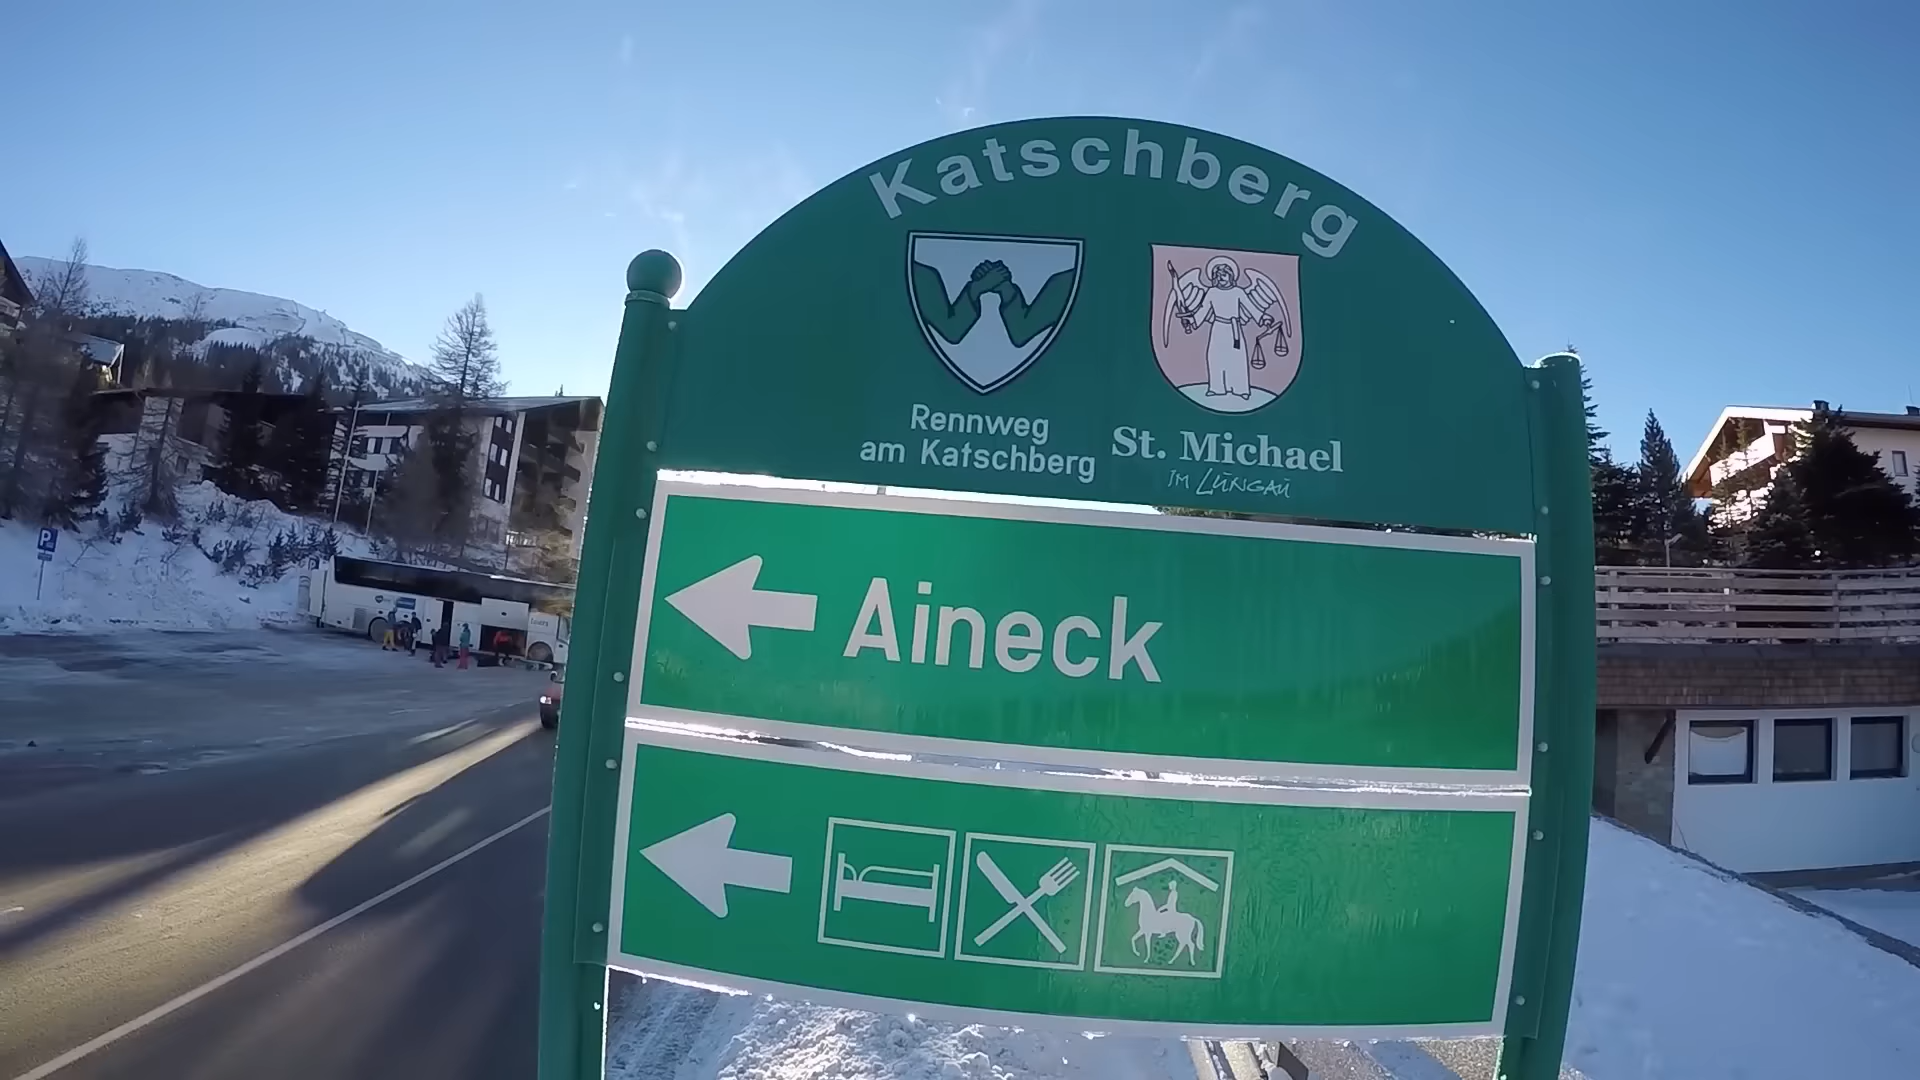 Katschberg
Rennweg
am Katschberg
St. Michael
IM LUNGAU
Aineck
P